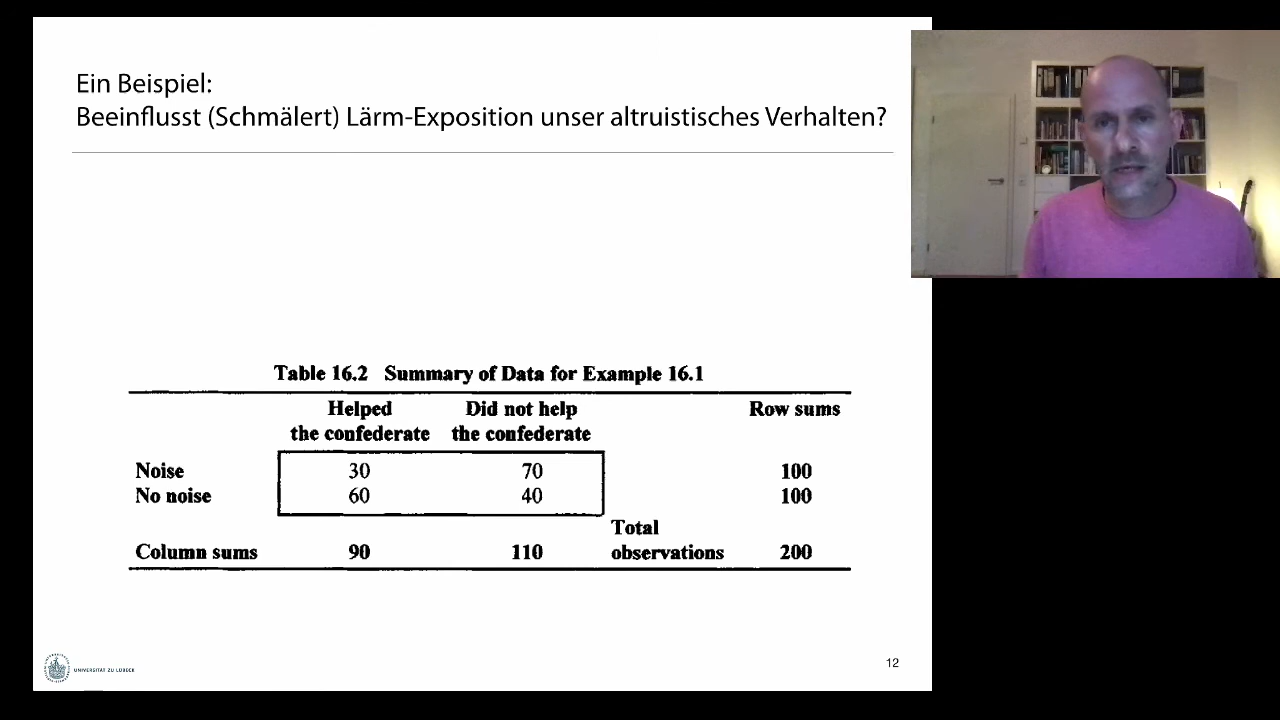 Ein Beispiel:
Beeinflusst (Schmälert) Lärm-Exposition unser altruistisches Verhalten?
Table 16.2 Summary of Data for Example 16.1
Helped Did not help Row sums
the confederate the confederate
Noise 30 70 100
No noise 60 40 100
Total
Column sums 90 110 observations 200
UNIVERSITÄT ZU LÜBECK
12